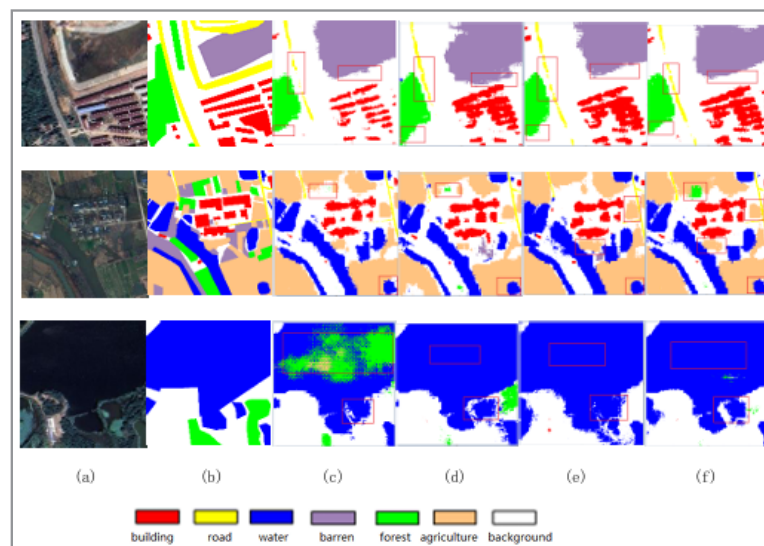 (a) (b) (c) (d) (e) (f)
building road water barren forest agriculture background